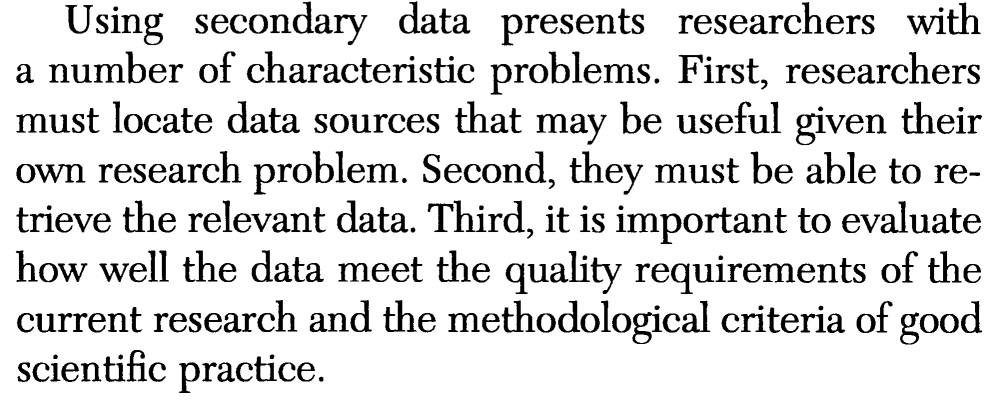 Using secondary data presents researchers with
a number of characteristic problems. First, researchers
must locate data sources that may be useful given their
own research problem. Second, they must be able to re-
trieve the relevant data. Third, it is important to evaluate
how well the data meet the quality requirements of the
current research and the methodological criteria of good
scientific practice.